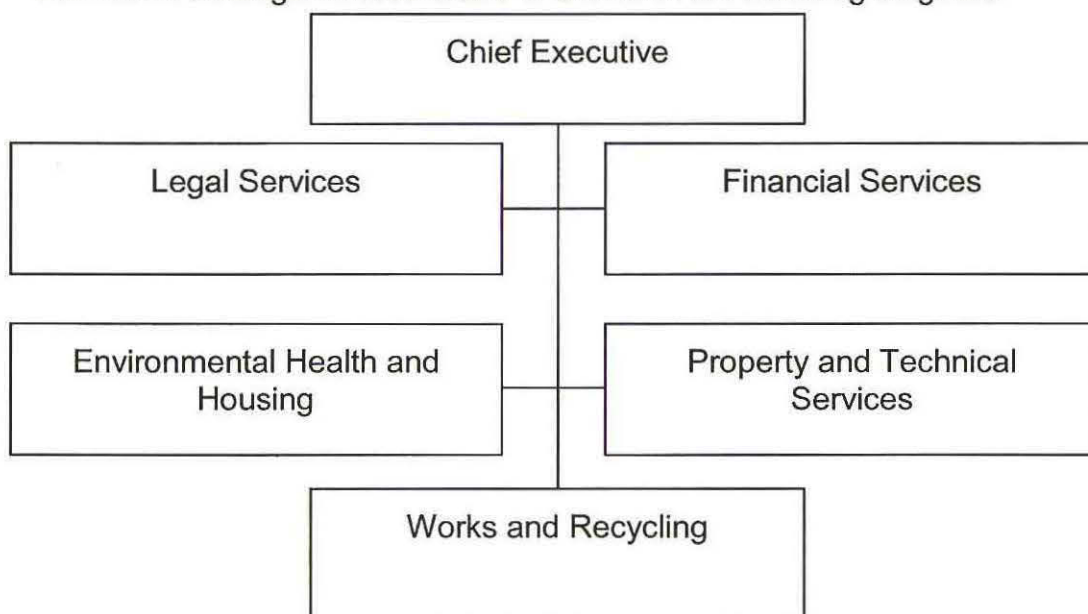 Chief Executive
Legal Services
Financial Services
Environmental Health and
Housing
Property and Technical
Services
Works and Recycling